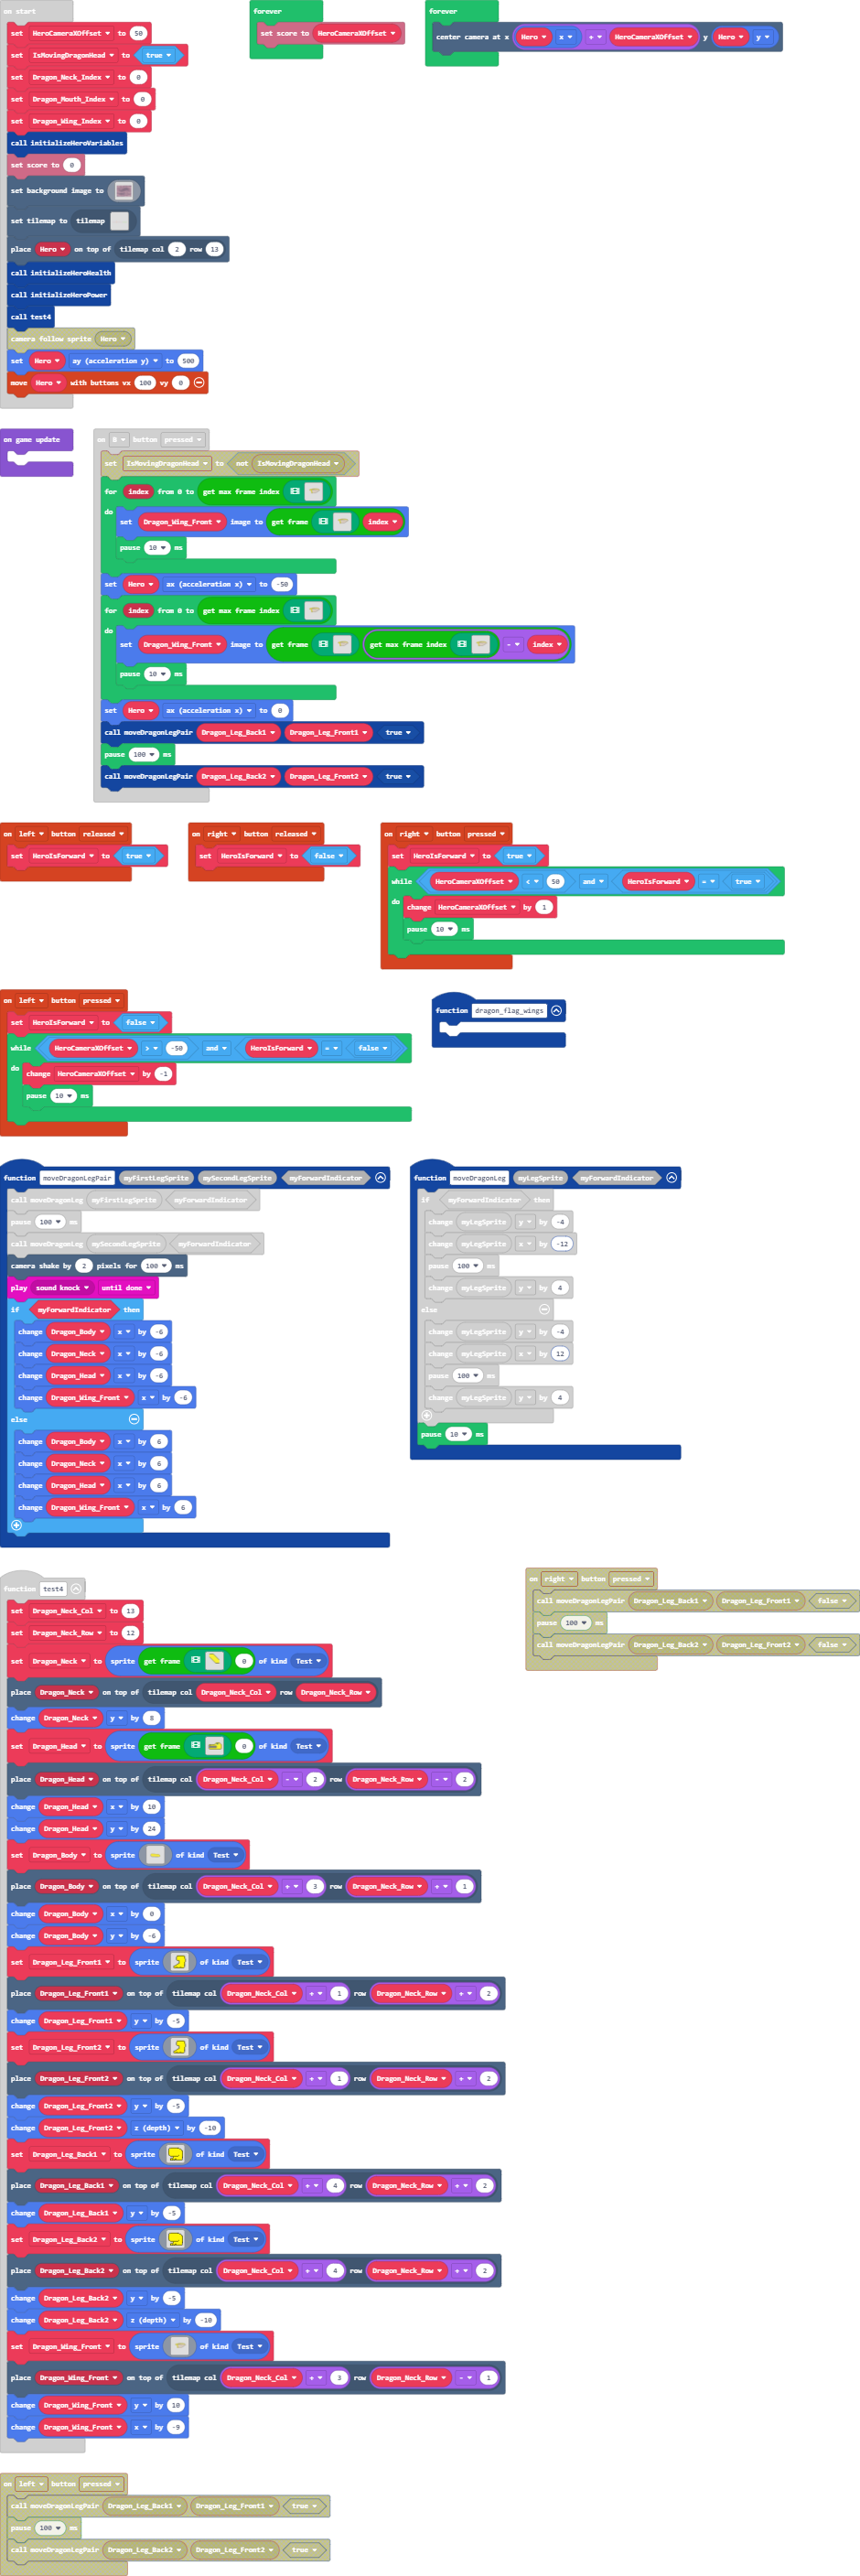 on start
set HeroCameraXOffset to 50
set IsMovingDragonHead to true
set Dragon_Neck_Index to 0
set Dragon_Mouth_Index to 0
set Dragon_Wing_Index to 0
call initializeHeroVariables
set score to 0
set background image to
set tilemap to tilemap
place Hero on top of tilemap col 2 row 13
call initializeHeroHealth
call initializeHeroPower
call test4
camera follow sprite Hero
set Hero ay (acceleration y) to 500
move Hero with buttons vx 100 vy 0
forever
set score to HeroCameraXOffset
forever
center camera at x Hero x + HeroCameraXOffset y Hero y
on game update
on B button pressed
set IsMovingDragonHead to not IsMovingDragonHead
for index from 0 to get max frame index
do
set Dragon_Wing_Front image to get frame index
pause 10 ms
set Hero ax (acceleration x) to -50
for index from 0 to get max frame index
do
set Dragon_Wing_Front image to get frame get max frame index - index
pause 10 ms
set Hero ax (acceleration x) to 0
call moveDragonLegPair Dragon_Leg_Back1 Dragon_Leg_Front1 true
pause 100 ms
call moveDragonLegPair Dragon_Leg_Back2 Dragon_Leg_Front2 true
on left button released
set HeroIsForward to true
on right button released
set HeroIsForward to false
on right button pressed
set HeroIsForward to true
while HeroCameraXOffset < 50 and HeroIsForward = true
do
change HeroCameraXOffset by 1
pause 10 ms
on left button pressed
set HeroIsForward to false
while HeroCameraXOffset > -50 and HeroIsForward = false
do
change HeroCameraXOffset by -1
pause 10 ms
function dragon_flag_wings
function moveDragonLegPair myFirstLegSprite mySecondLegSprite myForwardIndicator
call moveDragonLeg myFirstLegSprite myForwardIndicator
pause 100 ms
call moveDragonLeg mySecondLegSprite myForwardIndicator
camera shake by 2 pixels for 100 ms
play sound knock until done
if myForwardIndicator then
change Dragon_Body x by -6
change Dragon_Neck x by -6
change Dragon_Head x by -6
change Dragon_Wing_Front x by -6
else
change Dragon_Body x by 6
change Dragon_Neck x by 6
change Dragon_Head x by 6
change Dragon_Wing_Front x by 6
function moveDragonLeg myLegSprite myForwardIndicator
if myForwardIndicator then
change myLegSprite y by -4
change myLegSprite x by -12
pause 100 ms
change myLegSprite y by 4
else
change myLegSprite y by -4
change myLegSprite x by 12
pause 100 ms
change myLegSprite y by 4
pause 10 ms
function test4
set Dragon_Neck_Col to 13
set Dragon_Neck_Row to 12
set Dragon_Neck to sprite get frame 0 of kind Test
place Dragon_Neck on top of tilemap col Dragon_Neck_Col row Dragon_Neck_Row
change Dragon_Neck y by 8
set Dragon_Head to sprite get frame 0 of kind Test
place Dragon_Head on top of tilemap col Dragon_Neck_Col - 2 row Dragon_Neck_Row - 2
change Dragon_Head x by 10
change Dragon_Head y by 24
set Dragon_Body to sprite of kind Test
place Dragon_Body on top of tilemap col Dragon_Neck_Col + 3 row Dragon_Neck_Row + 1
change Dragon_Body x by 0
change Dragon_Body y by -6
set Dragon_Leg_Front1 to sprite of kind Test
place Dragon_Leg_Front1 on top of tilemap col Dragon_Neck_Col + 1 row Dragon_Neck_Row + 2
change Dragon_Leg_Front1 y by -5
set Dragon_Leg_Front2 to sprite of kind Test
place Dragon_Leg_Front2 on top of tilemap col Dragon_Neck_Col + 1 row Dragon_Neck_Row + 2
change Dragon_Leg_Front2 y by -5
change Dragon_Leg_Front2 z (depth) by -10
set Dragon_Leg_Back1 to sprite of kind Test
place Dragon_Leg_Back1 on top of tilemap col Dragon_Neck_Col + 4 row Dragon_Neck_Row + 2
change Dragon_Leg_Back1 y by -5
set Dragon_Leg_Back2 to sprite of kind Test
place Dragon_Leg_Back2 on top of tilemap col Dragon_Neck_Col + 4 row Dragon_Neck_Row + 2
change Dragon_Leg_Back2 y by -5
change Dragon_Leg_Back2 z (depth) by -10
set Dragon_Wing_Front to sprite of kind Test
place Dragon_Wing_Front on top of tilemap col Dragon_Neck_Col + 3 row Dragon_Neck_Row - 1
change Dragon_Wing_Front y by 10
change Dragon_Wing_Front x by -9
on right button pressed
call moveDragonLegPair Dragon_Leg_Back1 Dragon_Leg_Front1 false
pause 100 ms
call moveDragonLegPair Dragon_Leg_Back2 Dragon_Leg_Front2 false
on left button pressed
call moveDragonLegPair Dragon_Leg_Back1 Dragon_Leg_Front1 true
pause 100 ms
call moveDragonLegPair Dragon_Leg_Back2 Dragon_Leg_Front2 true